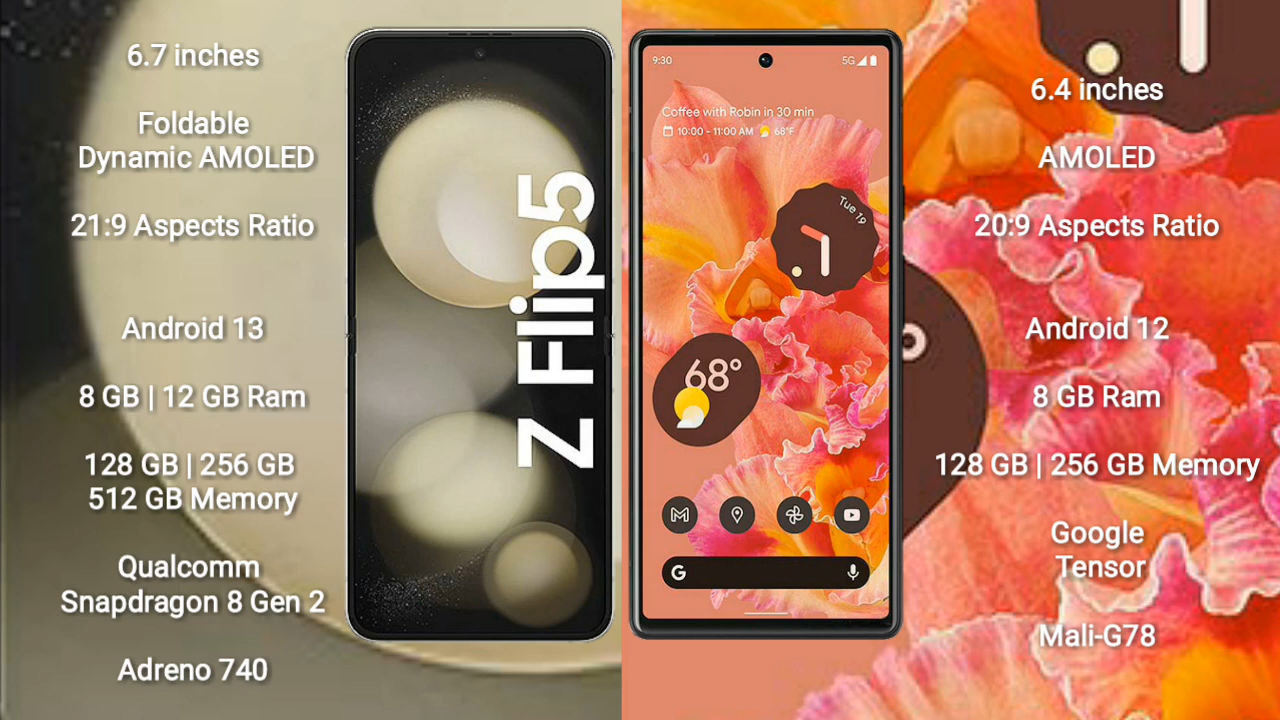 6.7 inches
Foldable
Dynamic AMOLED
21:9 Aspects Ratio
Android 13
8 GB | 12 GB Ram
128 GB | 256 GB
512 GB Memory
Qualcomm
Snapdragon 8 Gen 2
Adreno 740
Z Flip5
9:30
5G
Coffee with Robin in 30 min
10:00 - 11:00 AM 68°F
Tue 19
68°
G
6.4 inches
AMOLED
20:9 Aspects Ratio
Android 12
8 GB Ram
128 GB | 256 GB Memory
Google
Tensor
Mali-G78